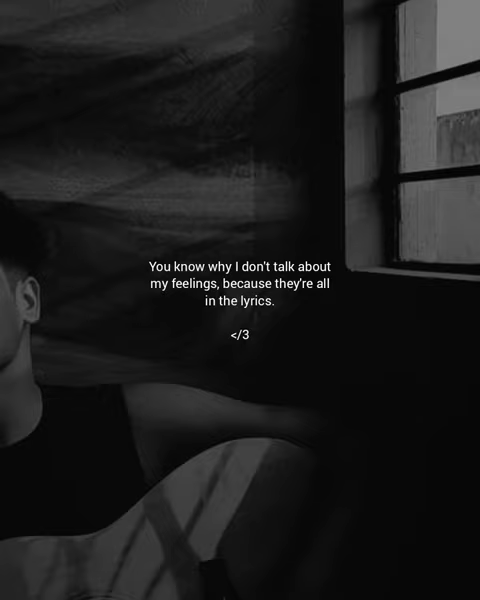 You know why I don't talk about
my feelings, because they're all
in the lyrics.
</3